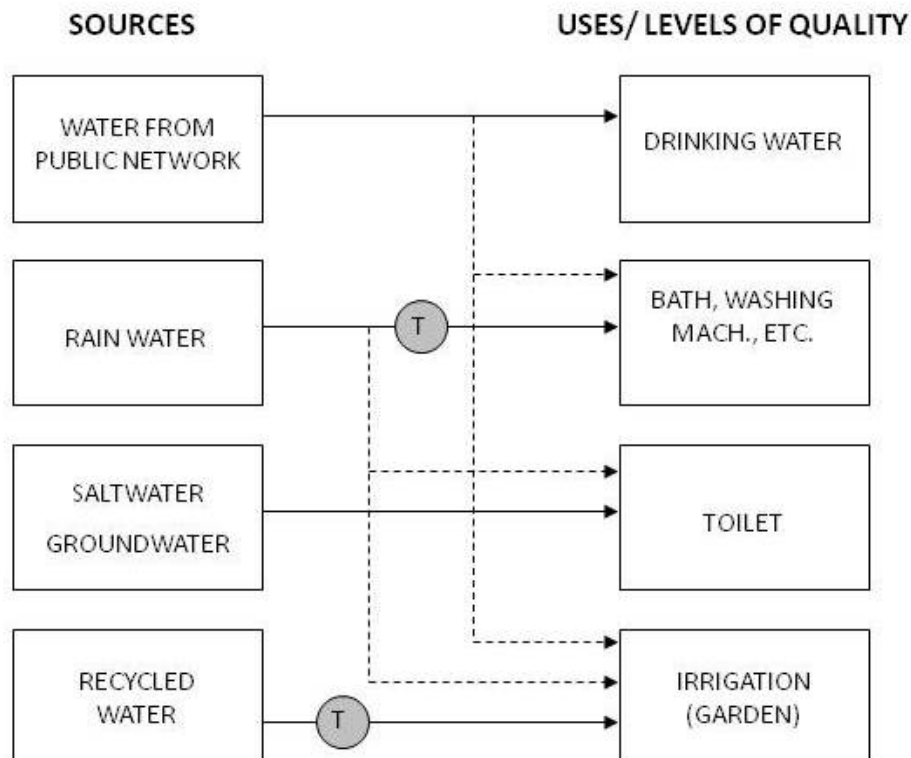 SOURCES
USES/ LEVELS OF QUALITY
WATER FROM
PUBLIC NETWORK
DRINKING WATER
RAIN WATER
T
BATH, WASHING
MACH., ETC.
SALTWATER
GROUNDWATER
TOILET
RECYCLED
WATER
T
IRRIGATION
(GARDEN)